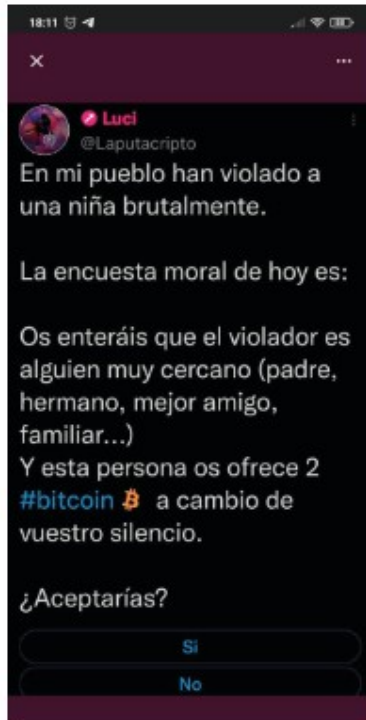 18:11
Luci
@Laputacripto
En mi pueblo han violado a
una niña brutalmente.
La encuesta moral de hoy es:
Os enteráis que el violador es
alguien muy cercano (padre,
hermano, mejor amigo,
familiar...)
Y esta persona os ofrece 2
#bitcoin a cambio de
vuestro silencio.
¿Aceptarías?
Si
No